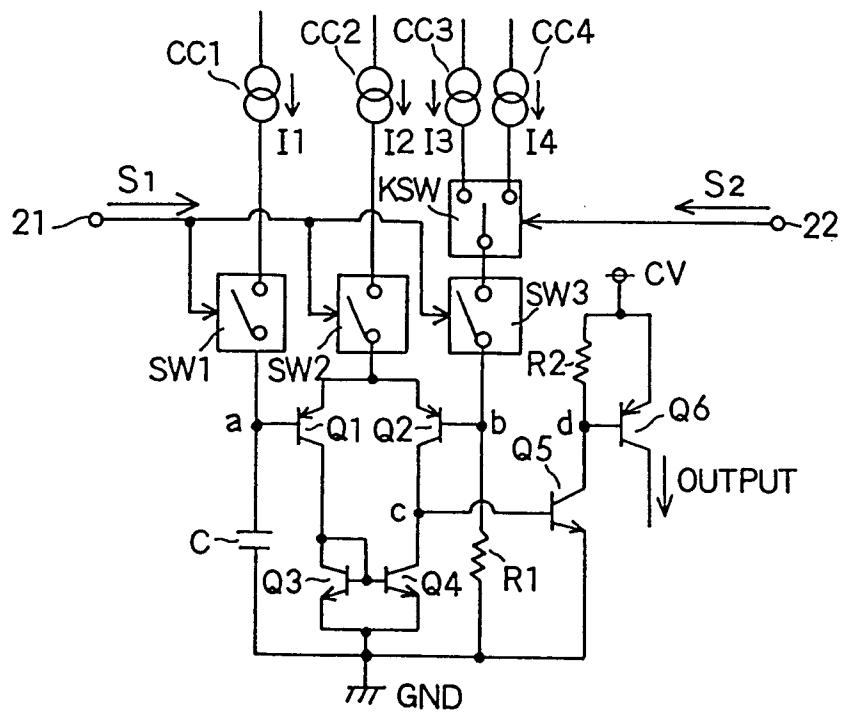 CC1
CC2
CC3
CC4
I1
I2
I3
I4
S1
KSW
S2
21
22
CV
SW1
SW2
SW3
R2
a
Q1
Q2
b
d
Q6
Q5
OUTPUT
c
C
Q3
Q4
R1
GND